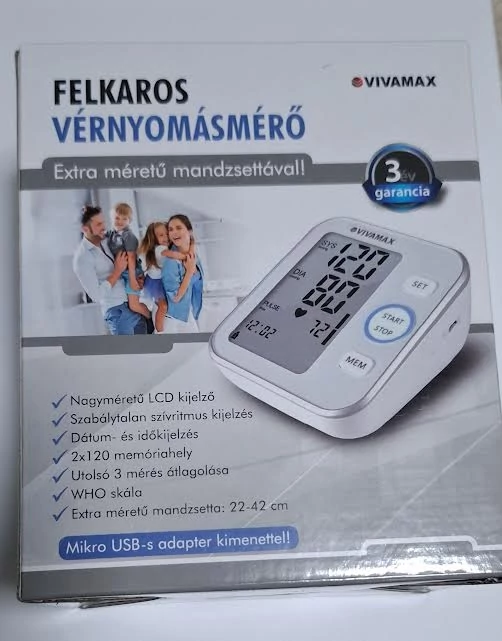 FELKAROS
VÉRNYOMÁSMÉRŐ
VIVAMAX
Extra méretű mandzsettával!
3 év
garancia
VIVAMAX
SYS
120
DIA
80
PULSE
72
12:02
SET
START
STOP
MEM
Nagyméretű LCD kijelző
Szabálytalan szívritmus kijelzés
Dátum- és időkijelzés
2x120 memóriahely
Utolsó 3 mérés átlagolása
WHO skála
Extra méretű mandzsetta: 22-42 cm
Mikro USB-s adapter kimenettel!